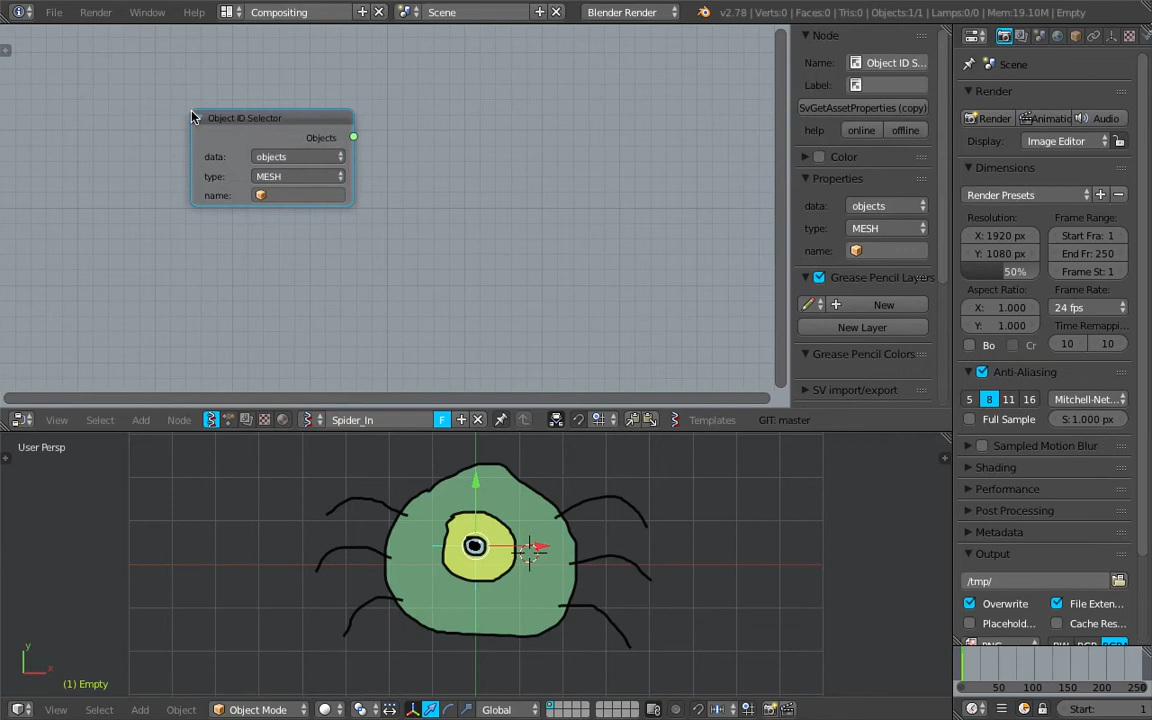 File Render Window Help Compositing Scene Blender Render v2.78 | Verts:0 | Faces:0 | Tris:0 | Objects:1/1 | Lamps:0/0 | Mem:19.10M | Empty
Object ID Selector
Objects
data: objects
type: MESH
name:
Node
Name: Object ID S...
Label:
SvGetAssetProperties (copy)
help online offline
Color
Properties
data: objects
type: MESH
name:
Grease Pencil Layers
New
New Layer
Grease Pencil Colors
SV import/export
Scene
Render
Render Animatic Audio
Display: Image Editor
Dimensions
Render Presets
Resolution: Frame Range:
X: 1920 px Start Fra: 1
Y: 1080 px End Fr: 250
50% Frame St: 1
Aspect Ratio: Frame Rate:
X: 1.000 24 fps
Y: 1.000 Time Remappi...
Bo Cr 10 10
Anti-Aliasing
5 8 11 16 Mitchell-Net...
Full Sample S: 1.000 px
Sampled Motion Blur
Shading
Performance
Post Processing
Metadata
Output
/tmp/
Overwrite File Exten...
Placehold... Cache Res...
View Select Add Node Spider_In F Templates GIT: master
User Persp
y
x
(1) Empty
View Select Add Object Object Mode Global
0 50 100 150 200 250
Start: 1